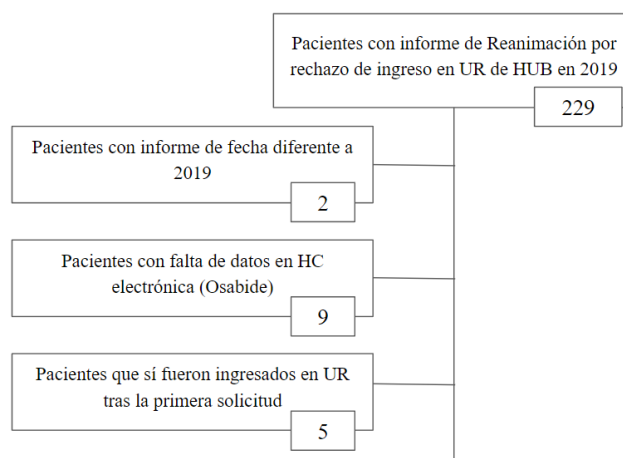 Pacientes con informe de Reanimación por
rechazo de ingreso en UR de HUB en 2019
229
Pacientes con informe de fecha diferente a
2019
2
Pacientes con falta de datos en HC
electrónica (Osabide)
9
Pacientes que sí fueron ingresados en UR
tras la primera solicitud
5